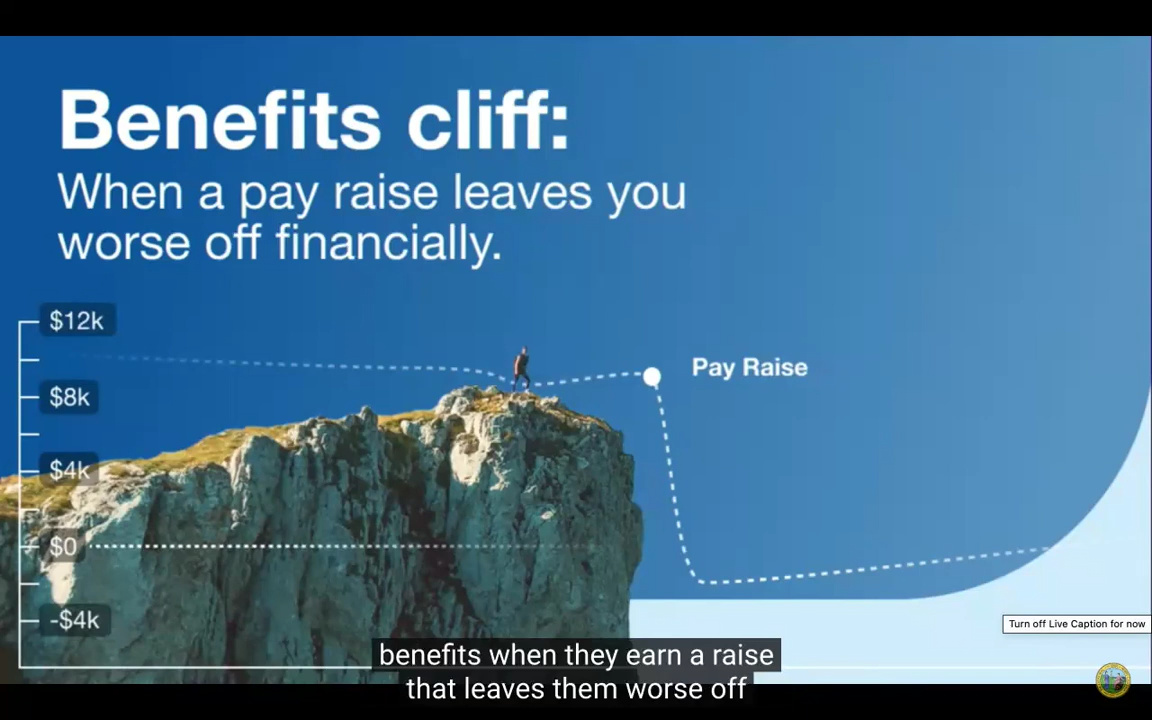 Benefits cliff:
When a pay raise leaves you
worse off financially.
$12k
Pay Raise
$8k
$4k
$0
-$4k
Turn off Live Caption for now
benefits when they earn a raise
that leaves them worse off